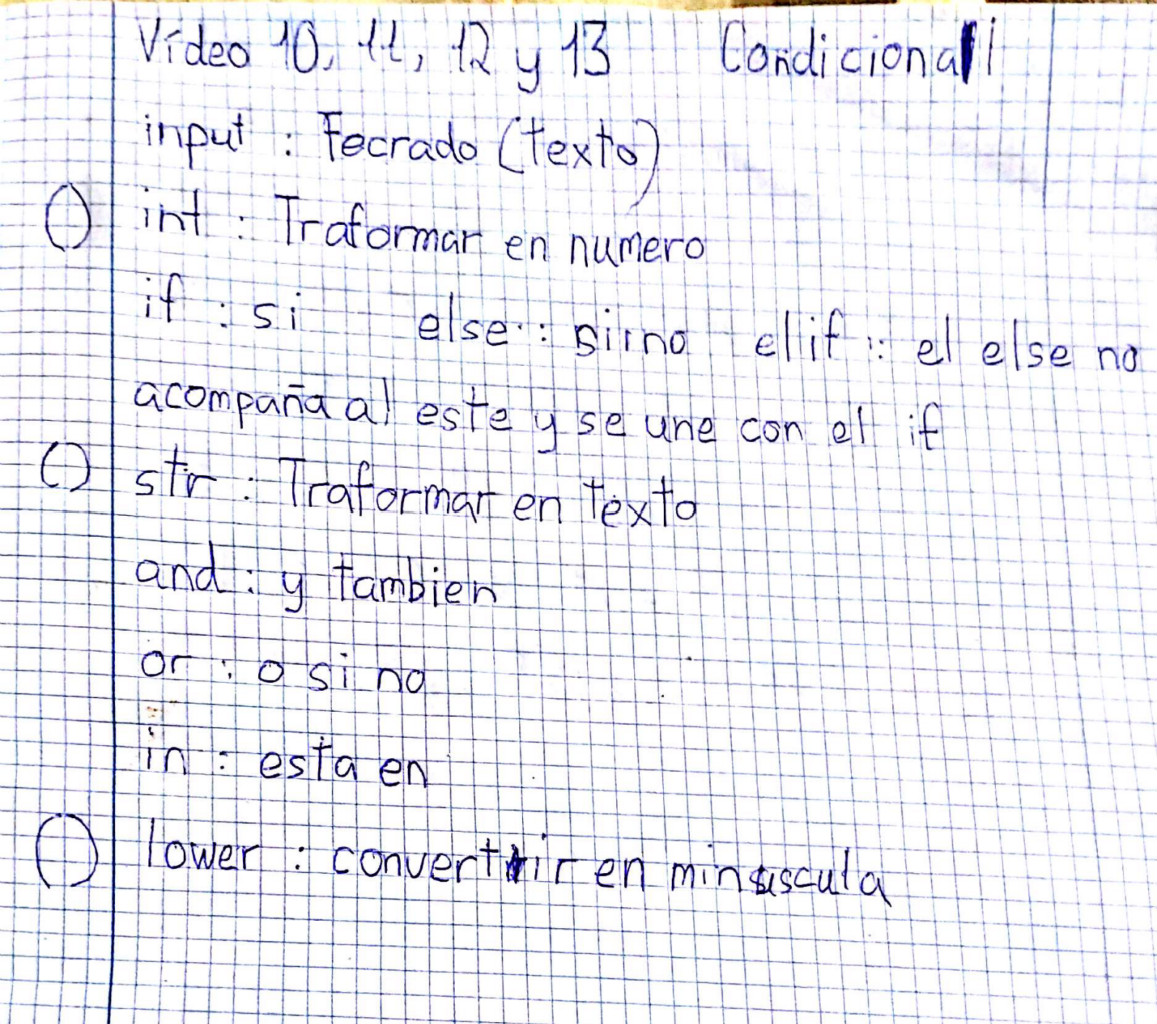 Vídeo 10, 11, 12 y 13 Condicional
input : Tecrado (texto)
() int : Traformar en numero
if : si else : siino elif : el else no
acompaña al este y se une con el if
() str : Traformar en texto
and : y tambien
or : o si no
in : esta en
() lower : convertir en minuscula